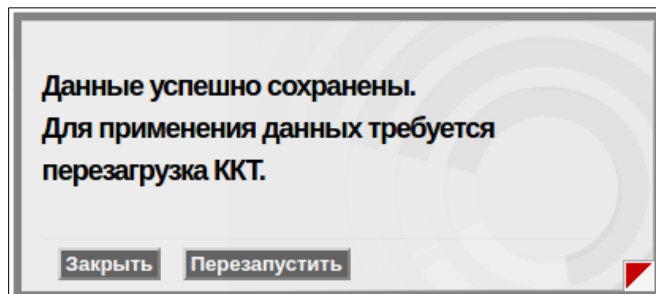 Данные успешно сохранены.
Для применения данных требуется
перезагрузка ККТ.
Закрыть Перезапустить